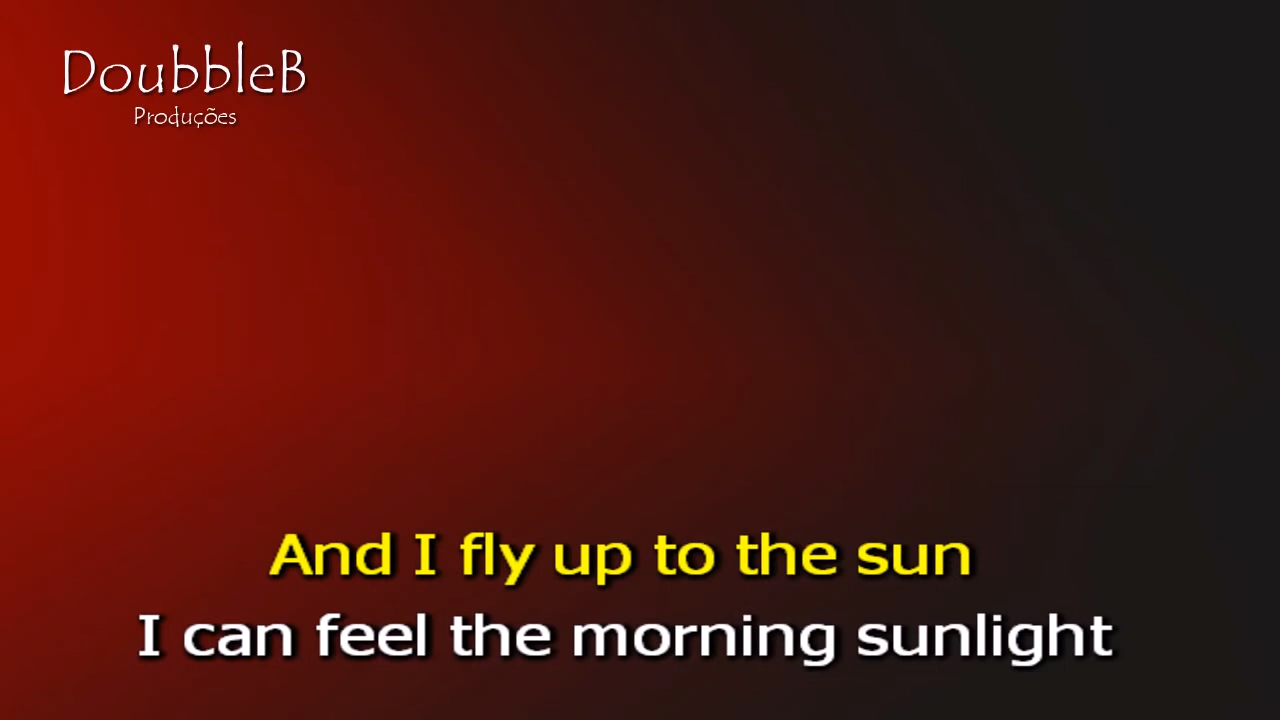 DoubbleB
Produções
And I fly up to the sun
I can feel the morning sunlight